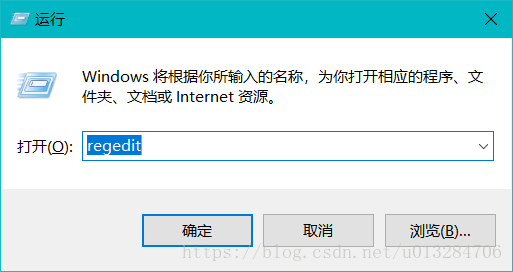 运行
Windows 将根据你所输入的名称，为你打开相应的程序、文
件夹、文档或 Internet 资源。
打开(O): regedit
确定 取消 浏览(B)...
https://blog.csdn.net/u013284706